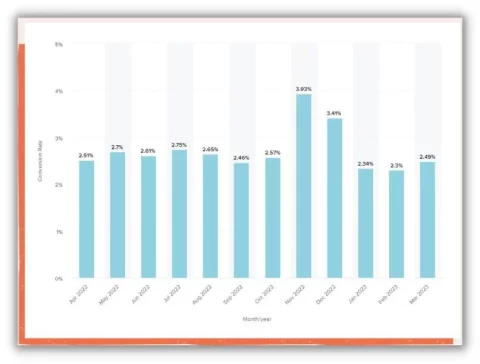 5%
4%
3%
2%
1%
0%
Conversion Rate
2.51%
2.7%
2.61%
2.75%
2.65%
2.46%
2.57%
3.93%
3.41%
2.34%
2.3%
2.49%
Apr 2022
May 2022
Jun 2022
Jul 2022
Aug 2022
Sep 2022
Oct 2022
Nov 2022
Dec 2022
Jan 2023
Feb 2023
Mar 2023
Month/year